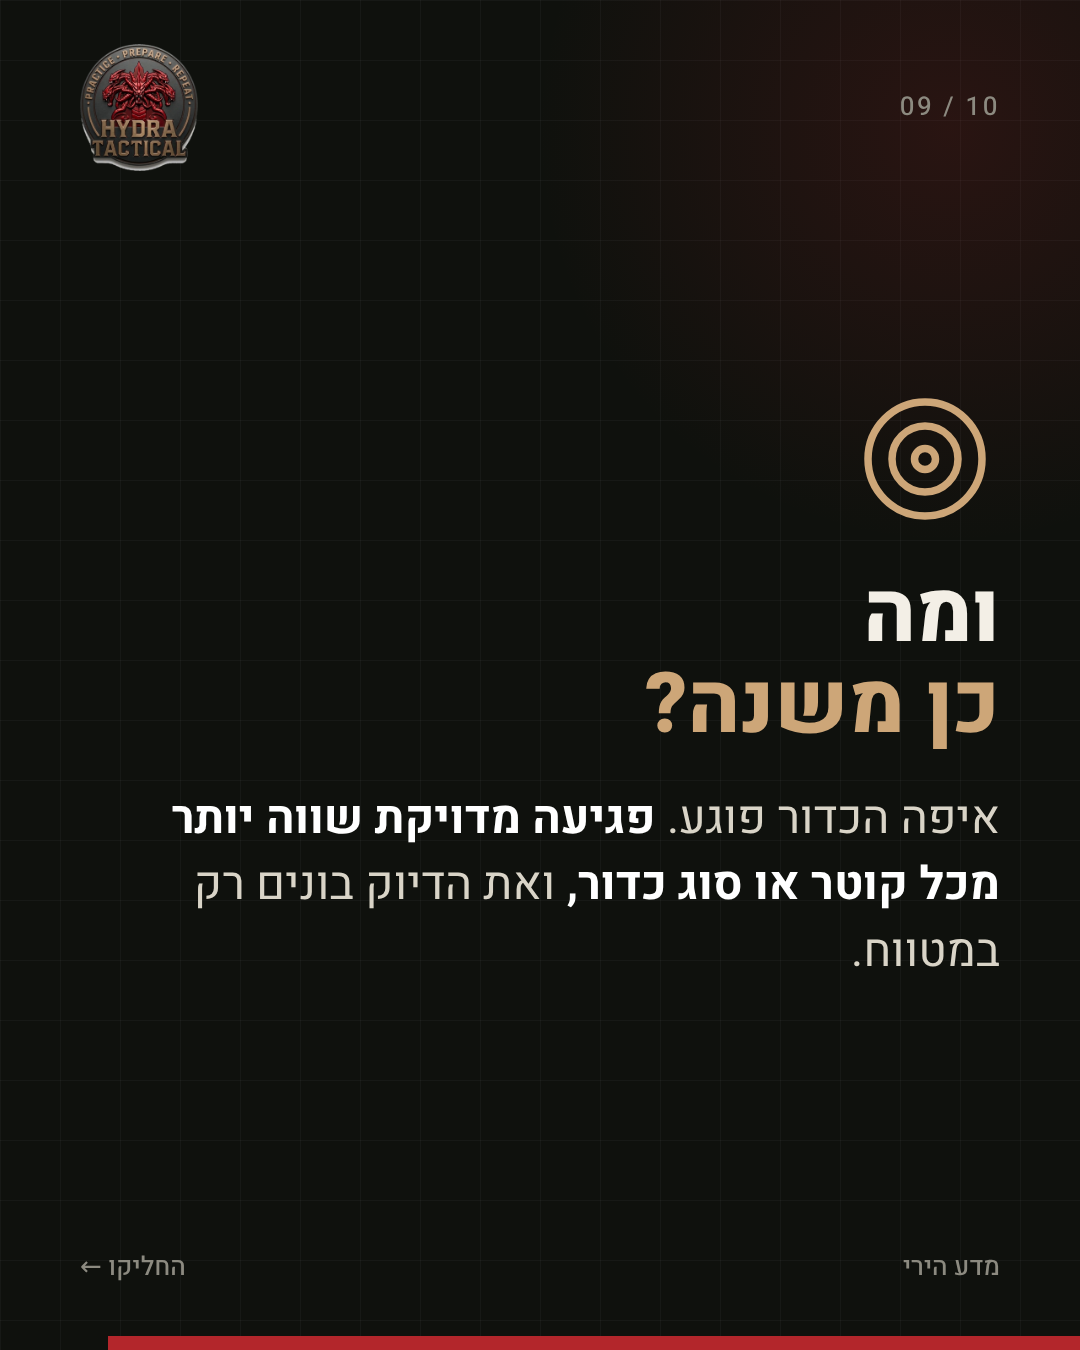 PRACTICE · PREPARE · REPEAT
HYDRA
TACTICAL
09 / 10
ומה
כן משנה?
איפה הכדור פוגע. פגיעה מדויקת שווה יותר
מכל קוטר או סוג כדור, ואת הדיוק בונים רק
במטווח.
מדע הירי
החליקו ←